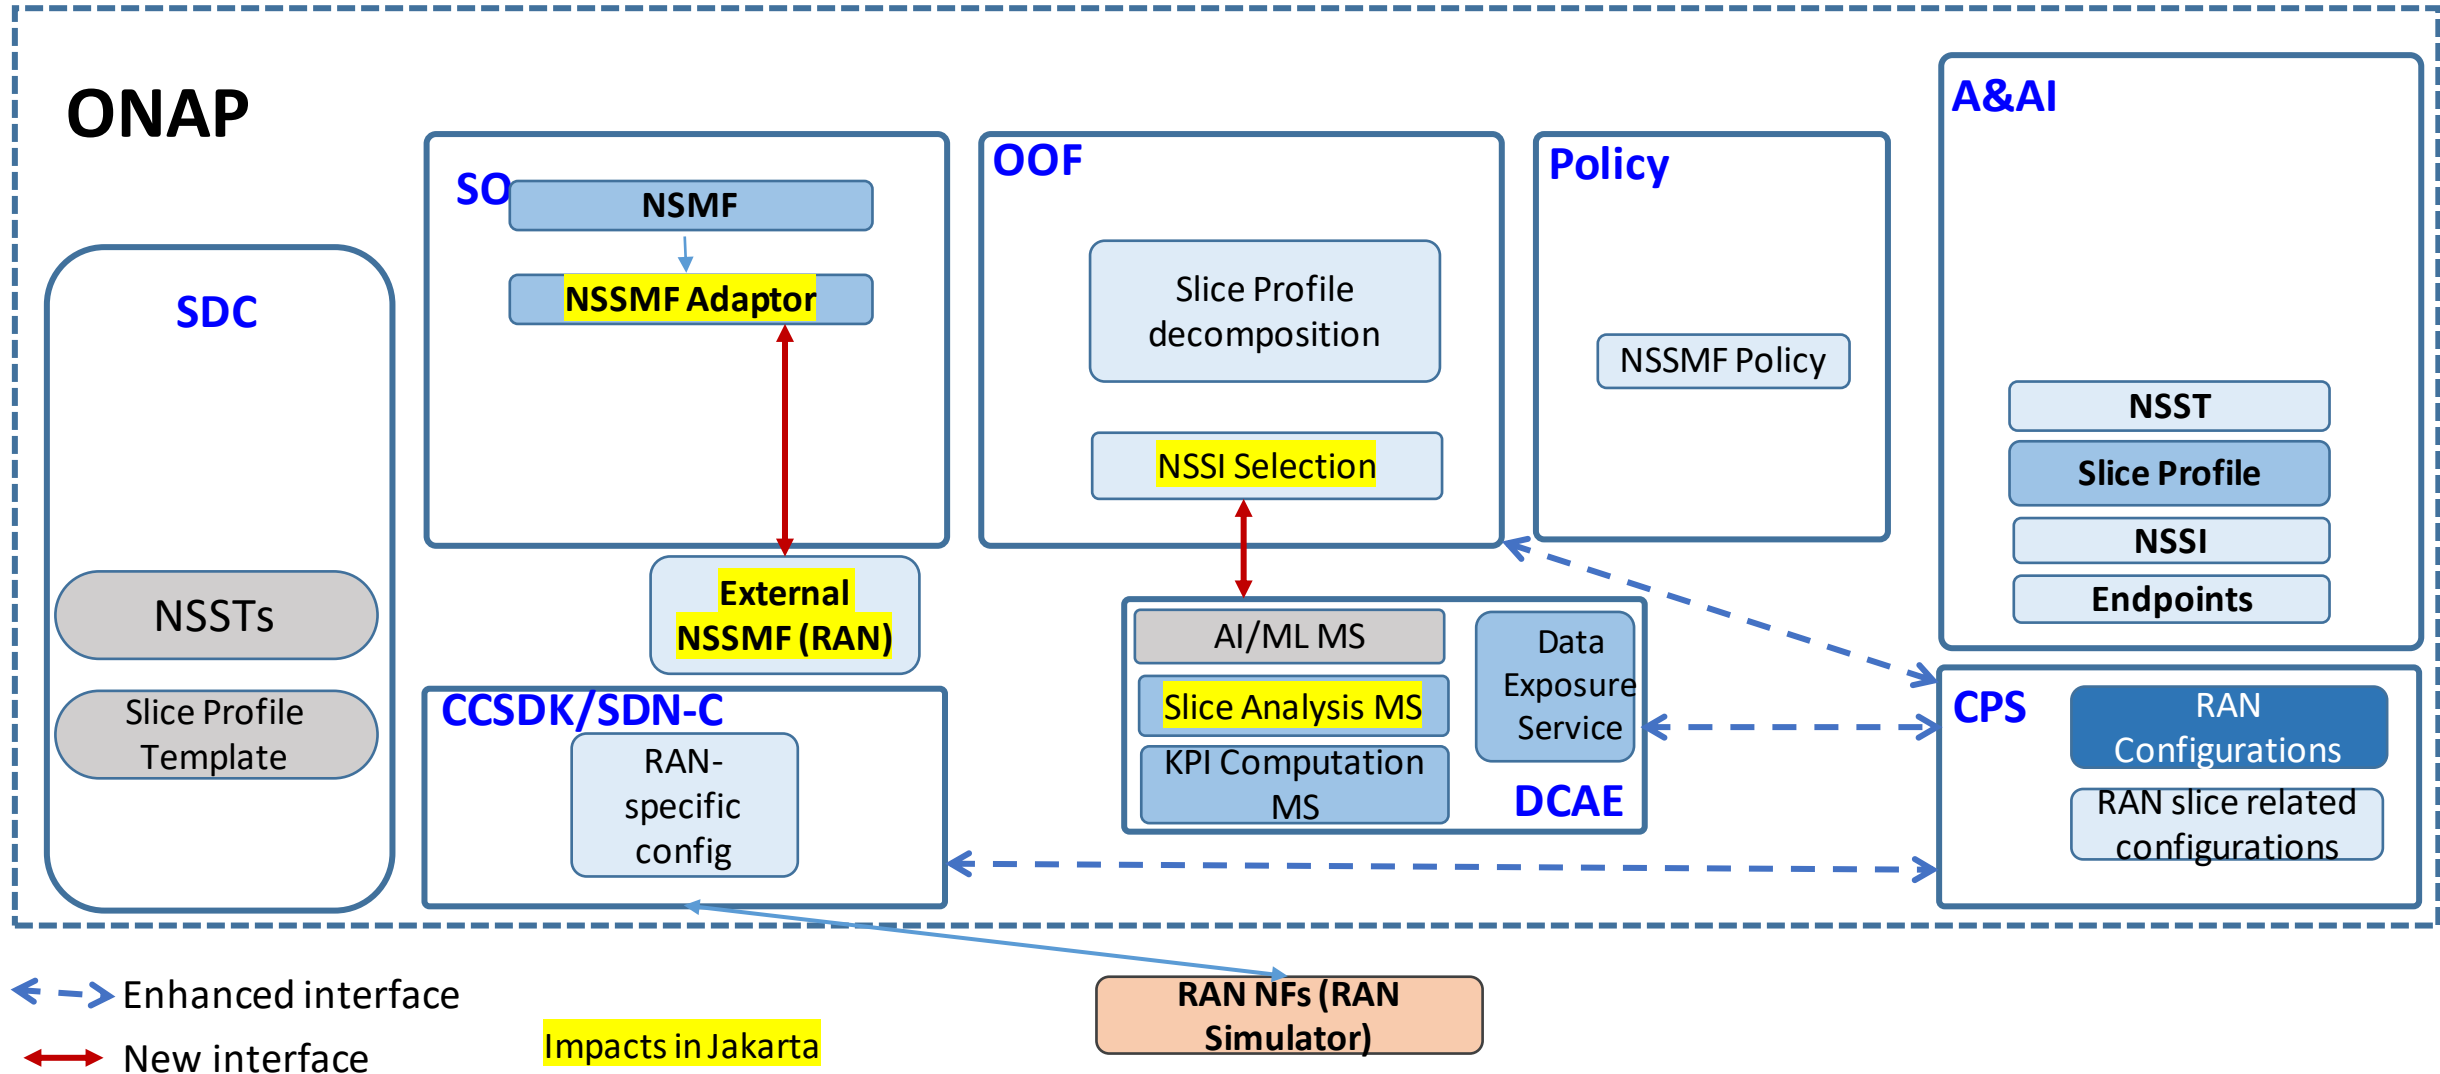 ONAP
SDC
NSSTs
Slice Profile
Template
SO
NSMF
NSSMF Adaptor
External
NSSMF (RAN)
CCSDK/SDN-C
RAN-
specific
config
OOF
Slice Profile
decomposition
NSSI Selection
AI/ML MS
Slice Analysis MS
KPI Computation
MS
Data
Exposure
Service
DCAE
Policy
NSSMF Policy
A&AI
NSST
Slice Profile
NSSI
Endpoints
CPS
RAN
Configurations
RAN slice related
configurations
Enhanced interface
New interface
Impacts in Jakarta
RAN NFs (RAN
Simulator)